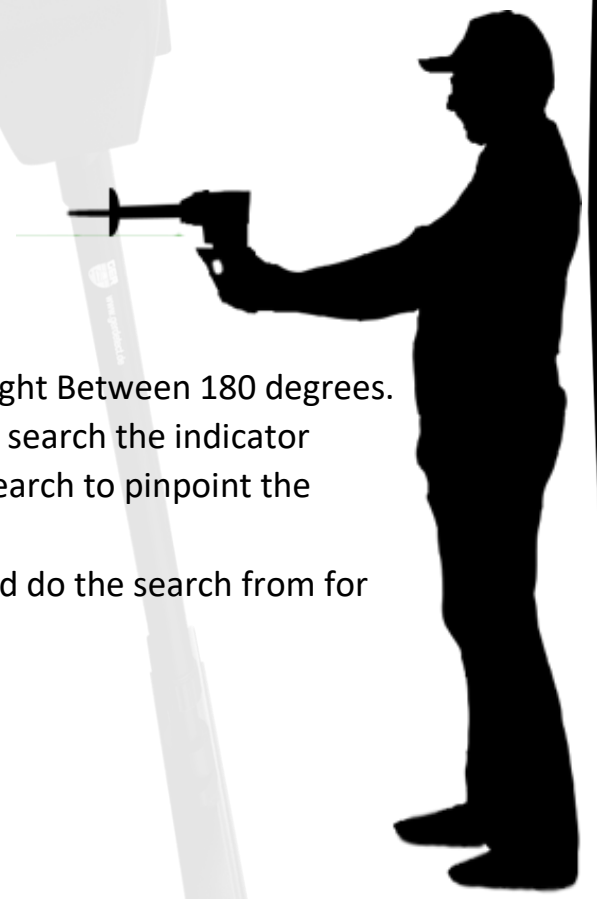 ght Between 180 degrees.
search the indicator
earch to pinpoint the
d do the search from for